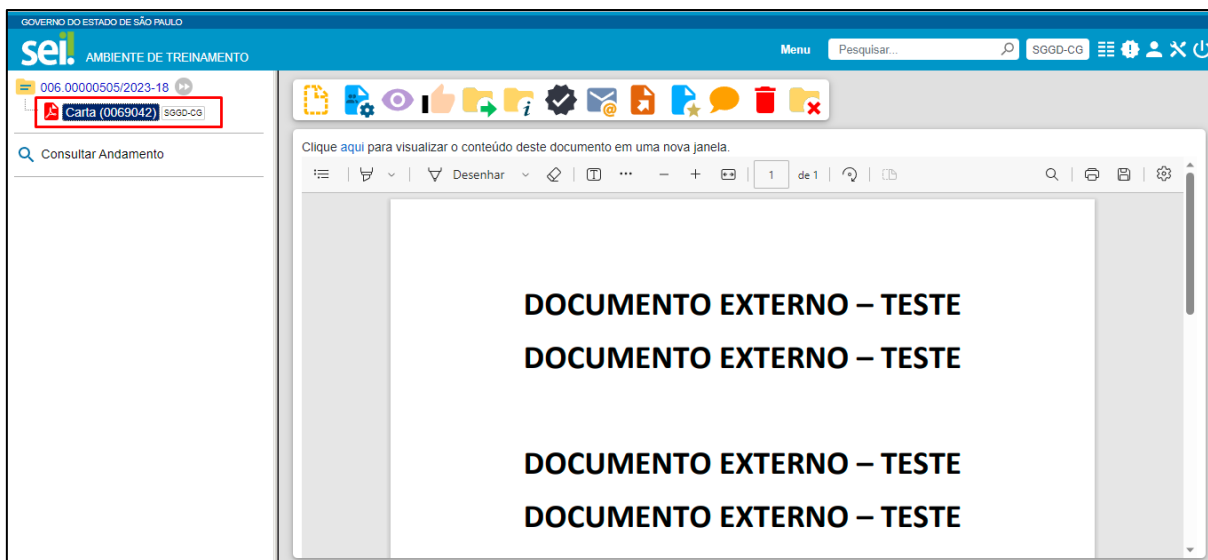 GOVERNO DO ESTADO DE SÃO PAULO
sei! AMBIENTE DE TREINAMENTO
Menu
Pesquisar...
SGGD-CG
006.00000505/2023-18
Carta (0069042) SGGD-CG
Consultar Andamento
Clique aqui para visualizar o conteúdo deste documento em uma nova janela.
Desenhar
1 de 1
DOCUMENTO EXTERNO – TESTE
DOCUMENTO EXTERNO – TESTE
DOCUMENTO EXTERNO – TESTE
DOCUMENTO EXTERNO – TESTE